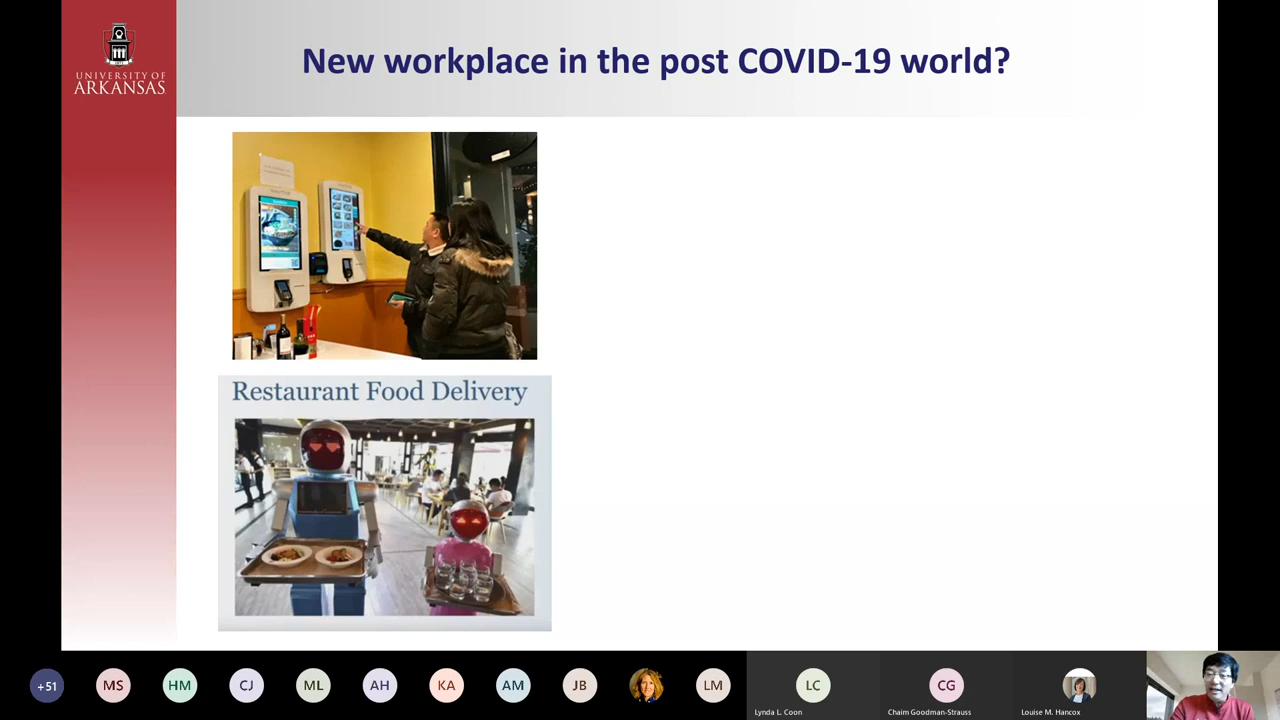 UNIVERSITY OF
ARKANSAS
New workplace in the post COVID-19 world?
Restaurant Food Delivery
+51
MS
HM
CJ
ML
AH
KA
AM
JB
LM
LC
CG
Lynda L. Coon
Chaim Goodman-Strauss
Louise M. Hancox